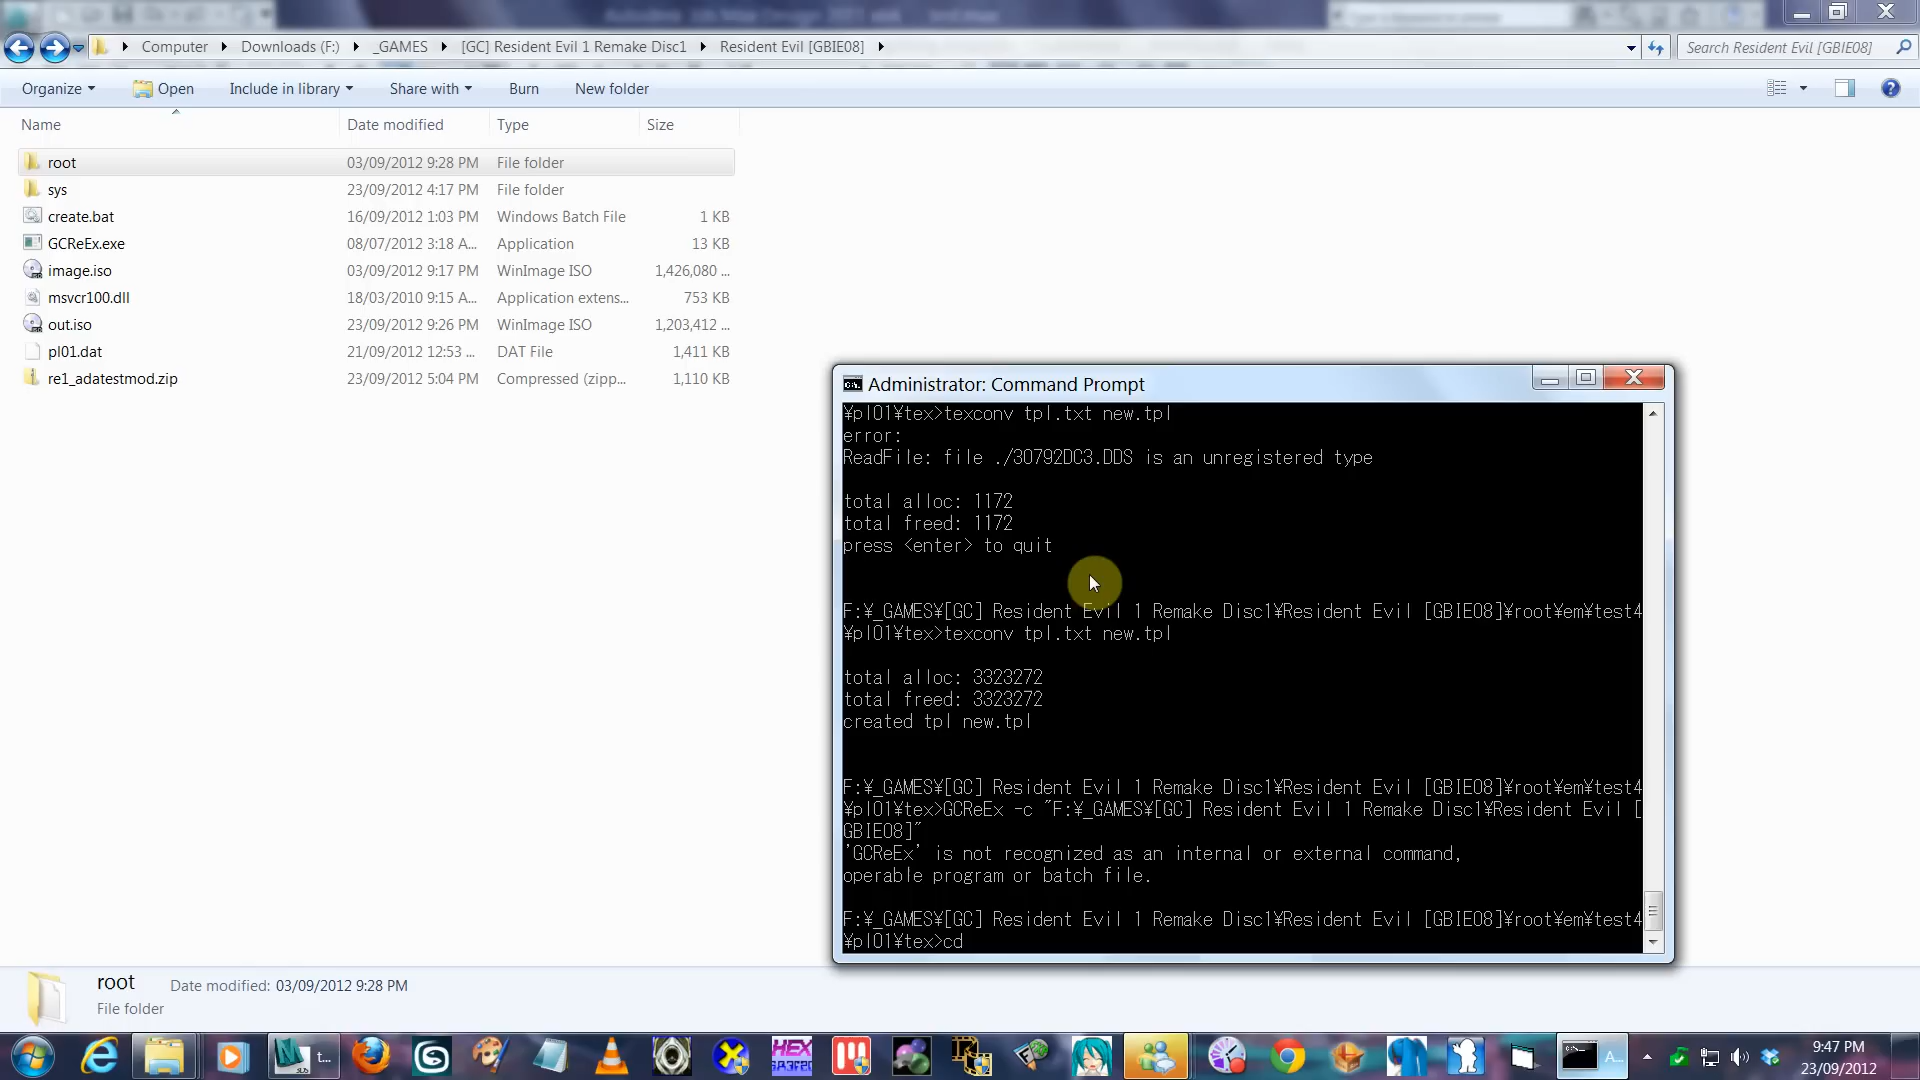 Computer Downloads (F:) _GAMES [GC] Resident Evil 1 Remake Disc1 Resident Evil [GBIE08]
Search Resident Evil [GBIE08]
Organize Open Include in library Share with Burn New folder
Name Date modified Type Size
root 03/09/2012 9:28 PM File folder
sys 23/09/2012 4:17 PM File folder
create.bat 16/09/2012 1:03 PM Windows Batch File 1 KB
GCReEx.exe 08/07/2012 3:18 A... Application 13 KB
image.iso 03/09/2012 9:17 PM WinImage ISO 1,426,080 ...
msvcr100.dll 18/03/2010 9:15 A... Application extens... 753 KB
out.iso 23/09/2012 9:26 PM WinImage ISO 1,203,412 ...
pl01.dat 21/09/2012 12:53 ... DAT File 1,411 KB
re1_adatestmod.zip 23/09/2012 5:04 PM Compressed (zipp... 1,110 KB
Administrator: Command Prompt
¥pl01¥tex>texconv tpl.txt new.tpl
error:
ReadFile: file ./30792DC3.DDS is an unregistered type
total alloc: 1172
total freed: 1172
press <enter> to quit
F:¥_GAMES¥[GC] Resident Evil 1 Remake Disc1¥Resident Evil [GBIE08]¥root¥em¥test4
¥pl01¥tex>texconv tpl.txt new.tpl
total alloc: 3323272
total freed: 3323272
created tpl new.tpl
F:¥_GAMES¥[GC] Resident Evil 1 Remake Disc1¥Resident Evil [GBIE08]¥root¥em¥test4
¥pl01¥tex>GCReEx -c "F:¥_GAMES¥[GC] Resident Evil 1 Remake Disc1¥Resident Evil [
GBIE08]"
'GCReEx' is not recognized as an internal or external command,
operable program or batch file.
F:¥_GAMES¥[GC] Resident Evil 1 Remake Disc1¥Resident Evil [GBIE08]¥root¥em¥test4
¥pl01¥tex>cd
root Date modified: 03/09/2012 9:28 PM
File folder
t...
HEX
A...
9:47 PM
23/09/2012